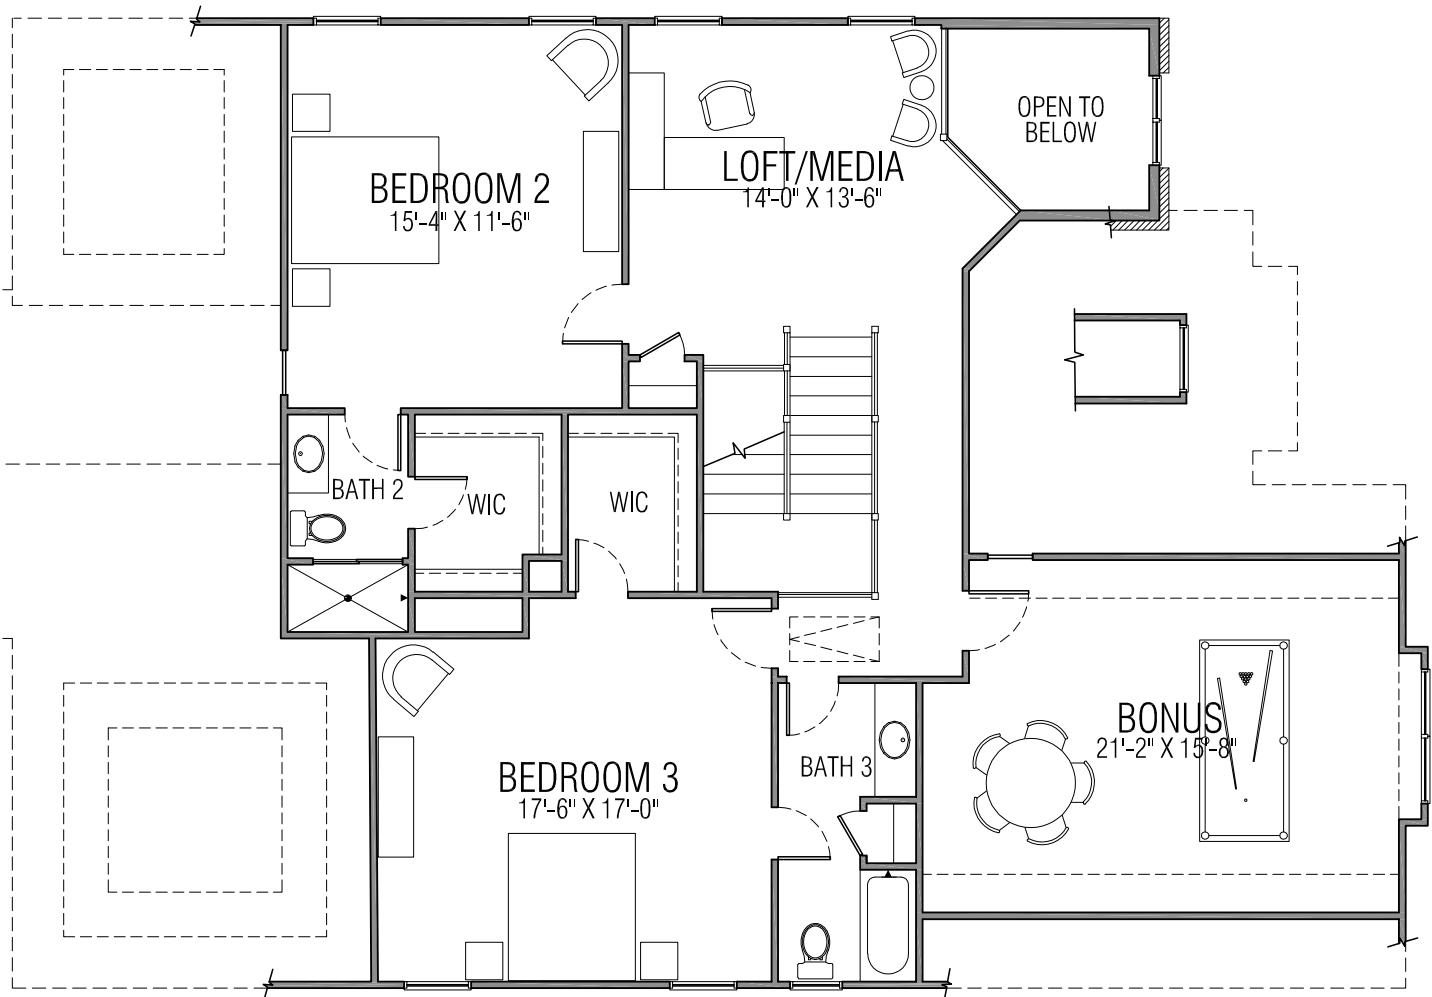 OPEN TO
BELOW
LOFT/MEDIA
14'-0" X 13'-6"
BEDROOM 2
15'-4" X 11'-6"
BATH 2
WIC
WIC
BONUS
21'-2" X 15'-8"
BATH 3
BEDROOM 3
17'-6" X 17'-0"